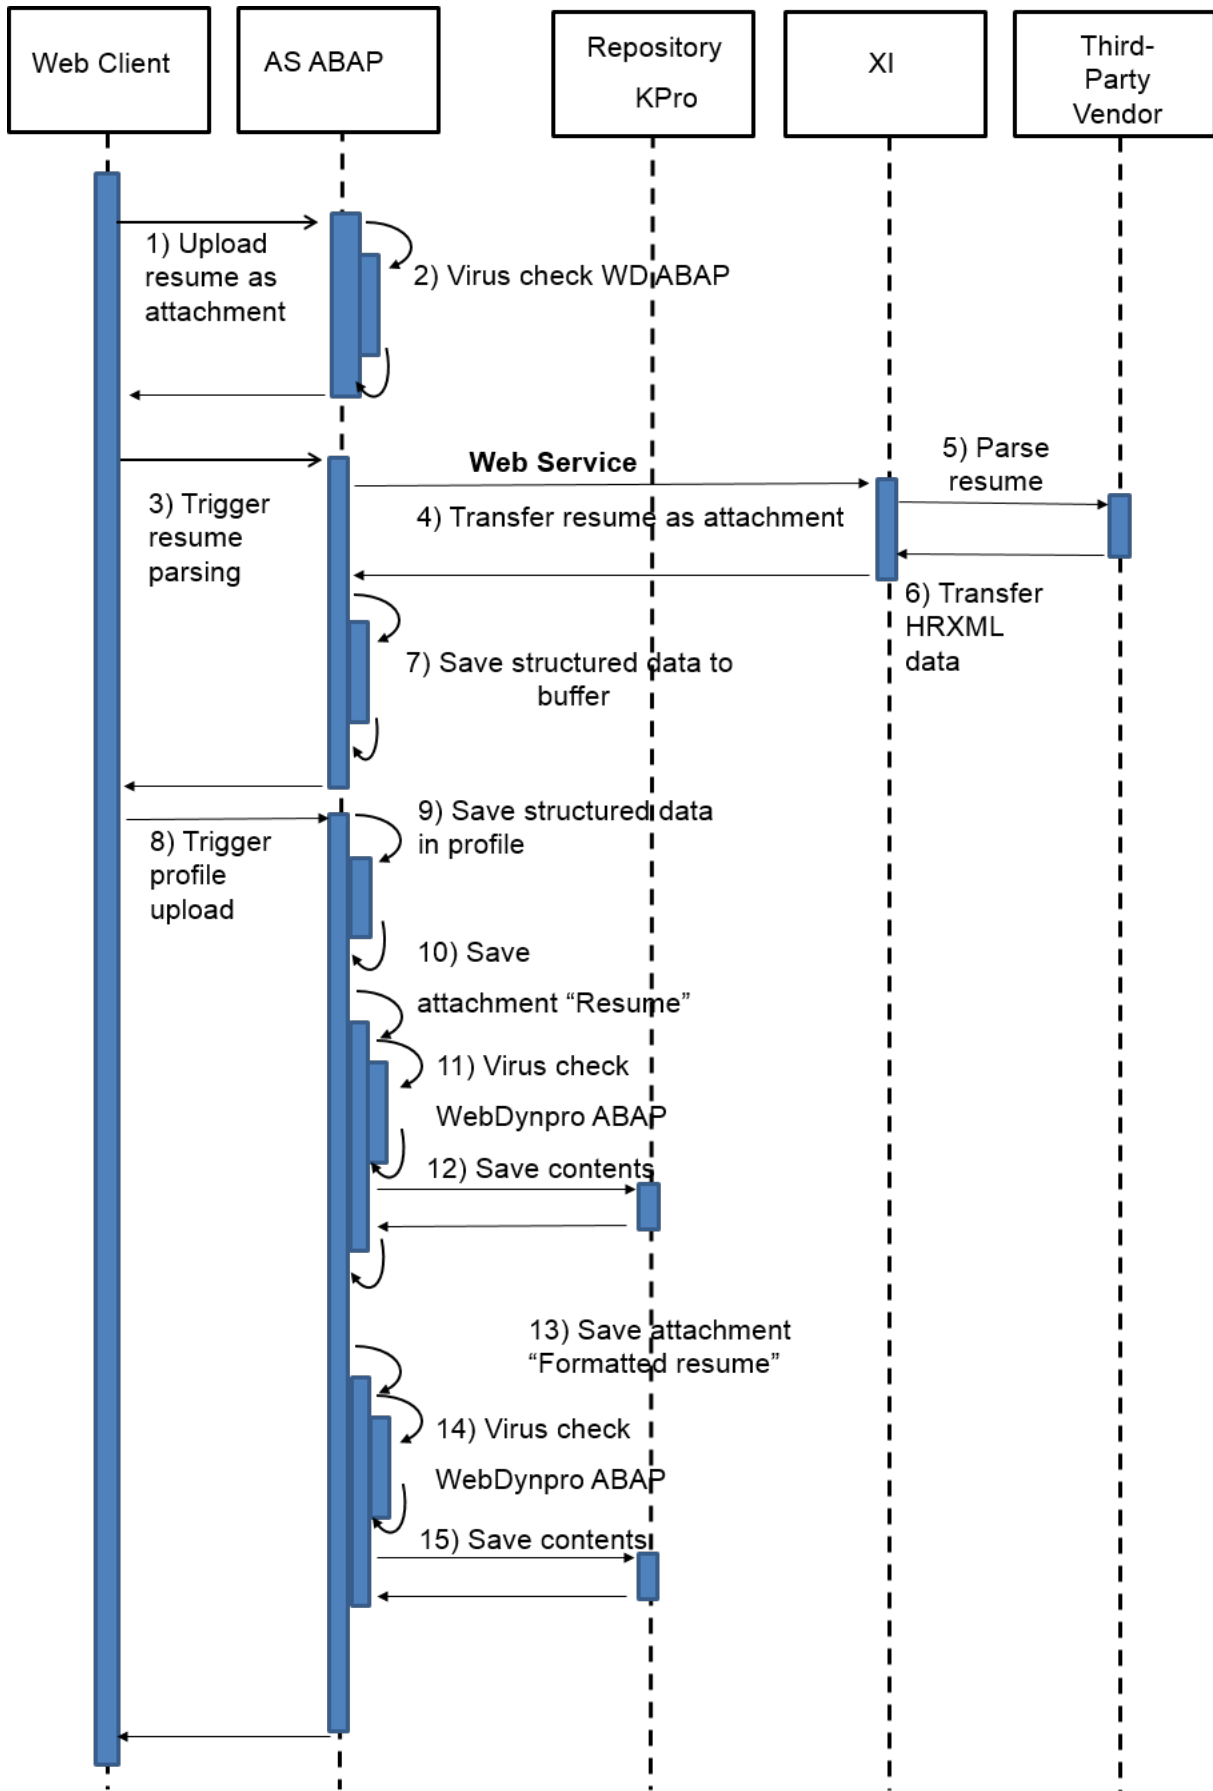 Web Client
AS ABAP
Repository
KPro
XI
Third-
Party
Vendor
1) Upload
resume as
attachment
2) Virus check WD ABAP
3) Trigger
resume
parsing
Web Service
4) Transfer resume as attachment
5) Parse
resume
6) Transfer
HRXML
data
7) Save structured data to
buffer
8) Trigger
profile
upload
9) Save structured data
in profile
10) Save
attachment “Resume”
11) Virus check
WebDynpro ABAP
12) Save contents
13) Save attachment
“Formatted resume”
14) Virus check
WebDynpro ABAP
15) Save contents